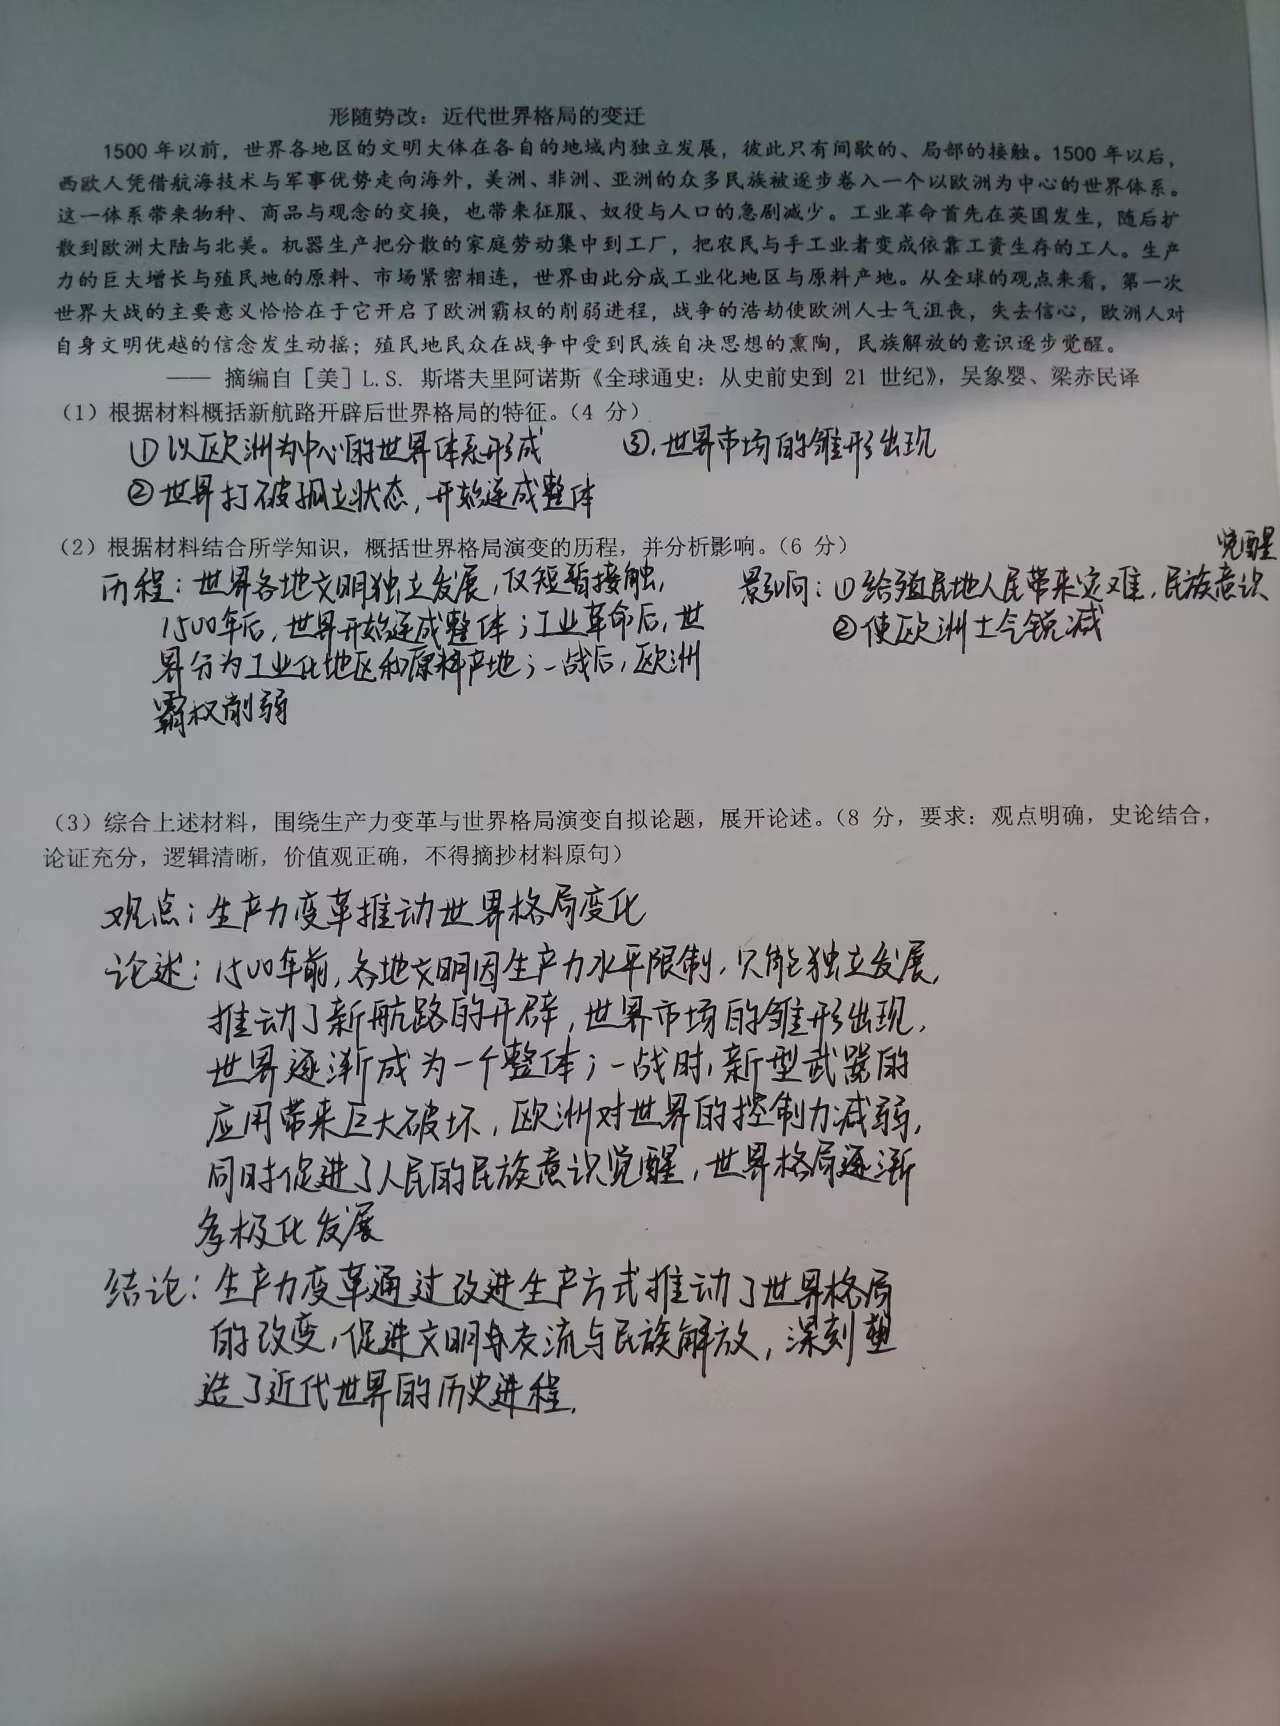 形随势改：近代世界格局的变迁
1500 年以前，世界各地区的文明大体在各自的地域内独立发展，彼此只有间歇的、局部的接触。1500 年以后，
西欧人凭借航海技术与军事优势走向海外，美洲、非洲、亚洲的众多民族被逐步卷入一个以欧洲为中心的世界体系。
这一体系带来物种、商品与观念的交换，也带来征服、奴役与人口的急剧减少。工业革命首先在英国发生，随后扩
散到欧洲大陆与北美。机器生产把分散的家庭劳动集中到工厂，把农民与手工业者变成依靠工资生存的工人。生产
力的巨大增长与殖民地的原料、市场紧密相连，世界由此分成工业化地区与原料产地。从全球的观点来看，第一次
世界大战的主要意义恰恰在于它开启了欧洲霸权的削弱进程，战争的浩劫使欧洲人士气沮丧，失去信心，欧洲人对
自身文明优越的信念发生动摇；殖民地民众在战争中受到民族自决思想的熏陶，民族解放的意识逐步觉醒。
—— 摘编自［美］L.S. 斯塔夫里阿诺斯《全球通史：从史前史到 21 世纪》，吴象婴、梁赤民译
（1）根据材料概括新航路开辟后世界格局的特征。（4 分）
①以欧洲为中心的世界体系形成 ③.世界市场的雏形出现
②世界打破孤立状态，开始连成整体
（2）根据材料结合所学知识，概括世界格局演变的历程，并分析影响。（6 分）
历程：世界各地文明独立发展，仅短暂接触， 影响：①给殖民地人民带来灾难，民族意识觉醒
1500年后，世界开始连成整体；工业革命后，世 ②使欧洲士气锐减
界分为工业化地区和原料产地；一战后，欧洲
霸权削弱
（3）综合上述材料，围绕生产力变革与世界格局演变自拟论题，展开论述。（8 分，要求：观点明确，史论结合，
论证充分，逻辑清晰，价值观正确，不得摘抄材料原句）
观点：生产力变革推动世界格局变化
论述：1500年前，各地文明因生产力水平限制，只能独立发展，
推动了新航路的开辟，世界市场的雏形出现，
世界逐渐成为一个整体；一战时，新型武器的
应用带来巨大破坏，欧洲对世界的控制力减弱，
同时促进了人民的民族意识觉醒，世界格局逐渐
多极化发展
结论：生产力变革通过改进生产方式推动了世界格局
的改变，促进文明交流与民族解放，深刻塑
造了近代世界的历史进程.